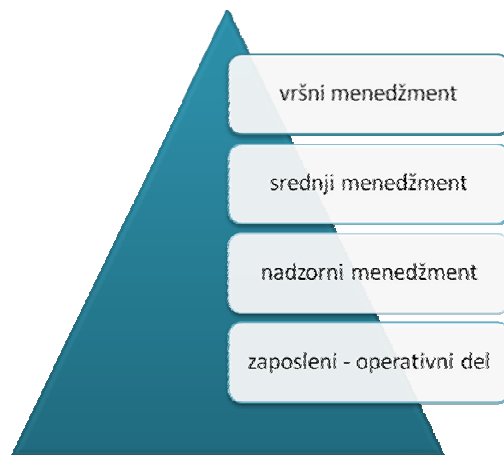 vršni menedžment
srednji menedžment
nadzorni menedžment
zaposleni - operativni del